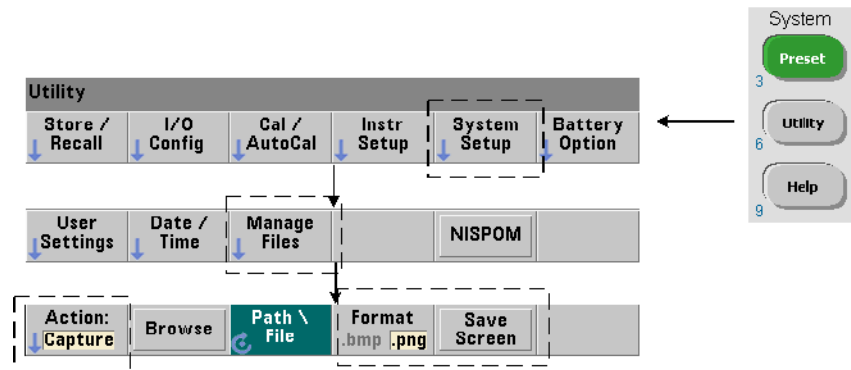 System
Preset
3
Utility
6
Help
9
Utility
Store / Recall
I/O Config
Cal / AutoCal
Instr Setup
System Setup
Battery Option
User Settings
Date / Time
Manage Files
NISPOM
Action: Capture
Browse
Path \ File
Format .bmp .png
Save Screen